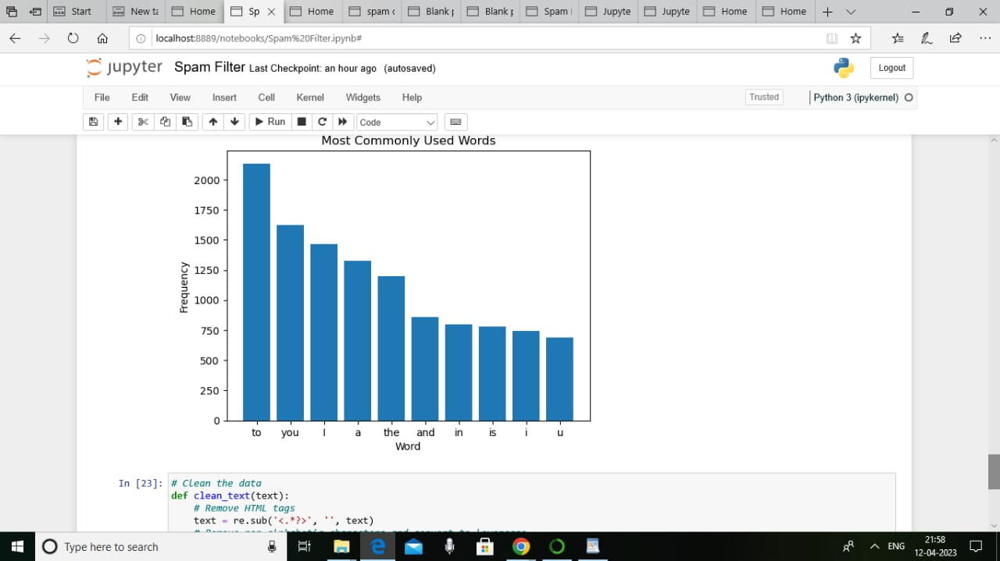 Start New ta Home Sp Home spam c Blank p Blank p Spam Jupyte Jupyte Home Home
localhost:8889/notebooks/Spam%20Filter.ipynb#
jupyter Spam Filter Last Checkpoint: an hour ago (autosaved) Logout
File Edit View Insert Cell Kernel Widgets Help Trusted Python 3 (ipykernel)
Run Code
Most Commonly Used Words
2000
1750
1500
1250
1000
750
500
250
0
Frequency
to you I a the and in is i u
Word
In [23]: # Clean the data
def clean_text(text):
# Remove HTML tags
text = re.sub('<.*?>', '', text)
Type here to search
ENG
21:58
12-04-2023